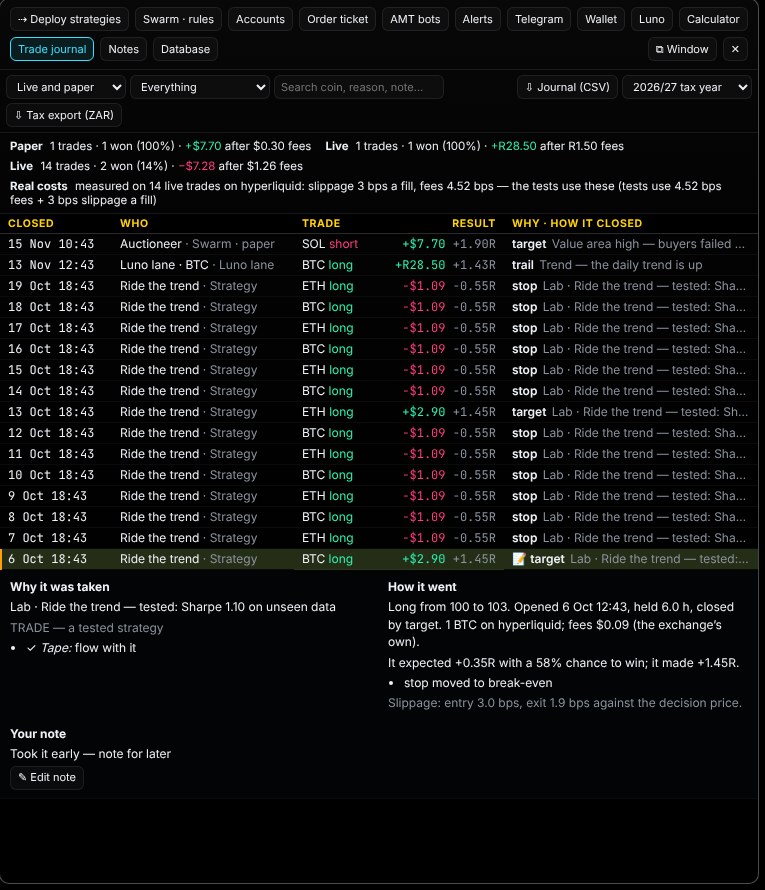 ⇢ Deploy strategies Swarm · rules Accounts Order ticket AMT bots Alerts Telegram Wallet Luno Calculator
Trade journal Notes Database ⧉ Window ✕
Live and paper Everything Search coin, reason, note... ⇩ Journal (CSV) 2026/27 tax year
⇩ Tax export (ZAR)
Paper 1 trades · 1 won (100%) · +$7.70 after $0.30 fees Live 1 trades · 1 won (100%) · +R28.50 after R1.50 fees
Live 14 trades · 2 won (14%) · −$7.28 after $1.26 fees
Real costs measured on 14 live trades on hyperliquid: slippage 3 bps a fill, fees 4.52 bps — the tests use these (tests use 4.52 bps
fees + 3 bps slippage a fill)
CLOSED WHO TRADE RESULT WHY · HOW IT CLOSED
15 Nov 10:43 Auctioneer · Swarm · paper SOL short +$7.70 +1.90R target Value area high — buyers failed ...
13 Nov 12:43 Luno lane · BTC · Luno lane BTC long +R28.50 +1.43R trail Trend — the daily trend is up
19 Oct 18:43 Ride the trend · Strategy ETH long -$1.09 -0.55R stop Lab · Ride the trend — tested: Sha...
18 Oct 18:43 Ride the trend · Strategy BTC long -$1.09 -0.55R stop Lab · Ride the trend — tested: Sha...
17 Oct 18:43 Ride the trend · Strategy ETH long -$1.09 -0.55R stop Lab · Ride the trend — tested: Sha...
16 Oct 18:43 Ride the trend · Strategy BTC long -$1.09 -0.55R stop Lab · Ride the trend — tested: Sha...
15 Oct 18:43 Ride the trend · Strategy ETH long -$1.09 -0.55R stop Lab · Ride the trend — tested: Sha...
14 Oct 18:43 Ride the trend · Strategy BTC long -$1.09 -0.55R stop Lab · Ride the trend — tested: Sha...
13 Oct 18:43 Ride the trend · Strategy ETH long +$2.90 +1.45R target Lab · Ride the trend — tested: Sh...
12 Oct 18:43 Ride the trend · Strategy BTC long -$1.09 -0.55R stop Lab · Ride the trend — tested: Sha...
11 Oct 18:43 Ride the trend · Strategy ETH long -$1.09 -0.55R stop Lab · Ride the trend — tested: Sha...
10 Oct 18:43 Ride the trend · Strategy BTC long -$1.09 -0.55R stop Lab · Ride the trend — tested: Sha...
9 Oct 18:43 Ride the trend · Strategy ETH long -$1.09 -0.55R stop Lab · Ride the trend — tested: Sha...
8 Oct 18:43 Ride the trend · Strategy BTC long -$1.09 -0.55R stop Lab · Ride the trend — tested: Sha...
7 Oct 18:43 Ride the trend · Strategy ETH long -$1.09 -0.55R stop Lab · Ride the trend — tested: Sha...
6 Oct 18:43 Ride the trend · Strategy BTC long +$2.90 +1.45R 📝 target Lab · Ride the trend — tested:...
Why it was taken
Lab · Ride the trend — tested: Sharpe 1.10 on unseen data
TRADE — a tested strategy
• ✓ Tape: flow with it
How it went
Long from 100 to 103. Opened 6 Oct 12:43, held 6.0 h, closed
by target. 1 BTC on hyperliquid; fees $0.09 (the exchange's
own).
It expected +0.35R with a 58% chance to win; it made +1.45R.
• stop moved to break-even
Slippage: entry 3.0 bps, exit 1.9 bps against the decision price.
Your note
Took it early — note for later
✎ Edit note